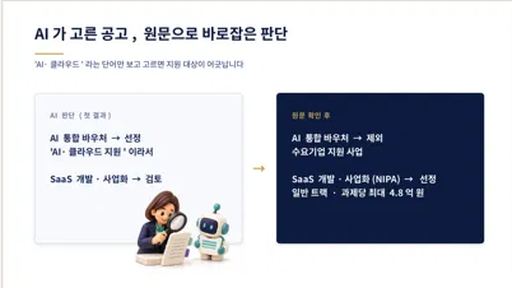 AI 가 고른 공고 , 원문으로 바로잡은 판단
'AI· 클라우드 ' 라는 단어만 보고 고르면 지원 대상이 어긋납니다
AI 판단 ( 첫 결과 )
AI 통합 바우처 → 선정
'AI· 클라우드 지원 ' 이라서
SaaS 개발 · 사업화 → 검토
→
원문 확인 후
AI 통합 바우처 → 제외
수요기업 지원 사업
SaaS 개발 · 사업화 (NIPA) → 선정
일반 트랙 · 과제당 최대 4.8 억 원